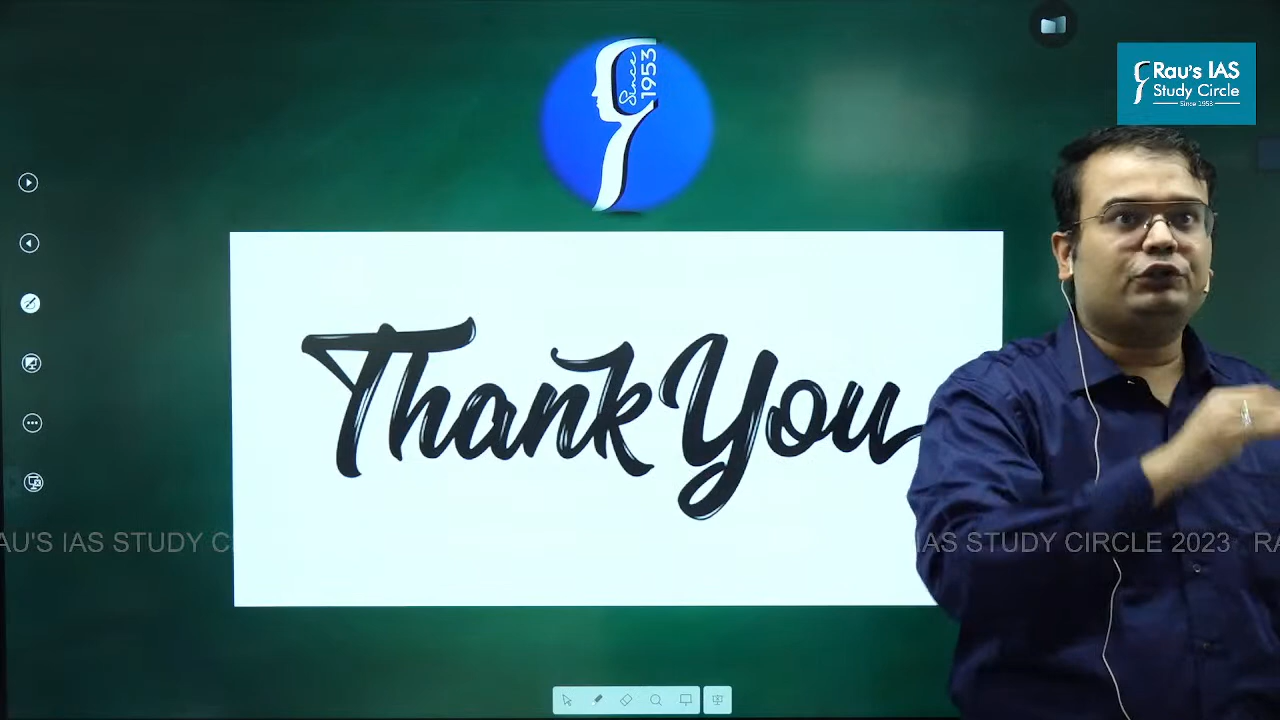 Since
1953
Rau's IAS
Study Circle
Since 1953
Thank You
AU'S IAS STUDY C
IAS STUDY CIRCLE 2023 RA